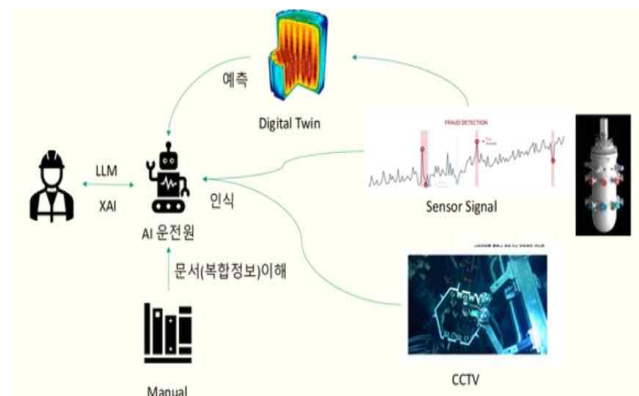 예측
Digital Twin
FRAUD DETECTION
LLM
XAI
AI 운전원
인식
Sensor Signal
문서(복합정보)이해
Manual
CCTV